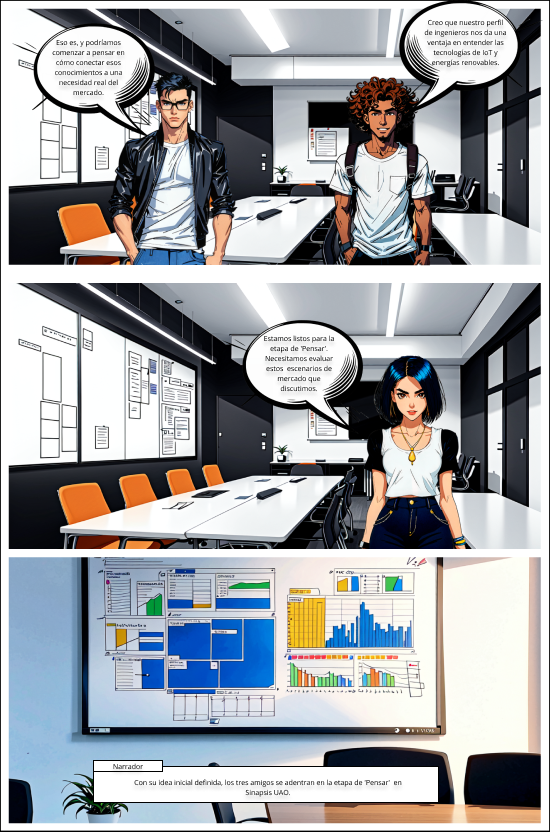 Eso es, y podríamos
comenzar a pensar en
cómo conectar esos
conocimientos a una
necesidad real del
mercado.
Creo que nuestro perfil
de ingenieros nos da una
ventaja en entender las
tecnologías de IoT y
energías renovables.
Estamos listos para la
etapa de 'Pensar'.
Necesitamos evaluar
estos escenarios de
mercado que
discutimos.
Narrador
Con su idea inicial definida, los tres amigos se adentran en la etapa de 'Pensar' en
Sinapsis UAO.